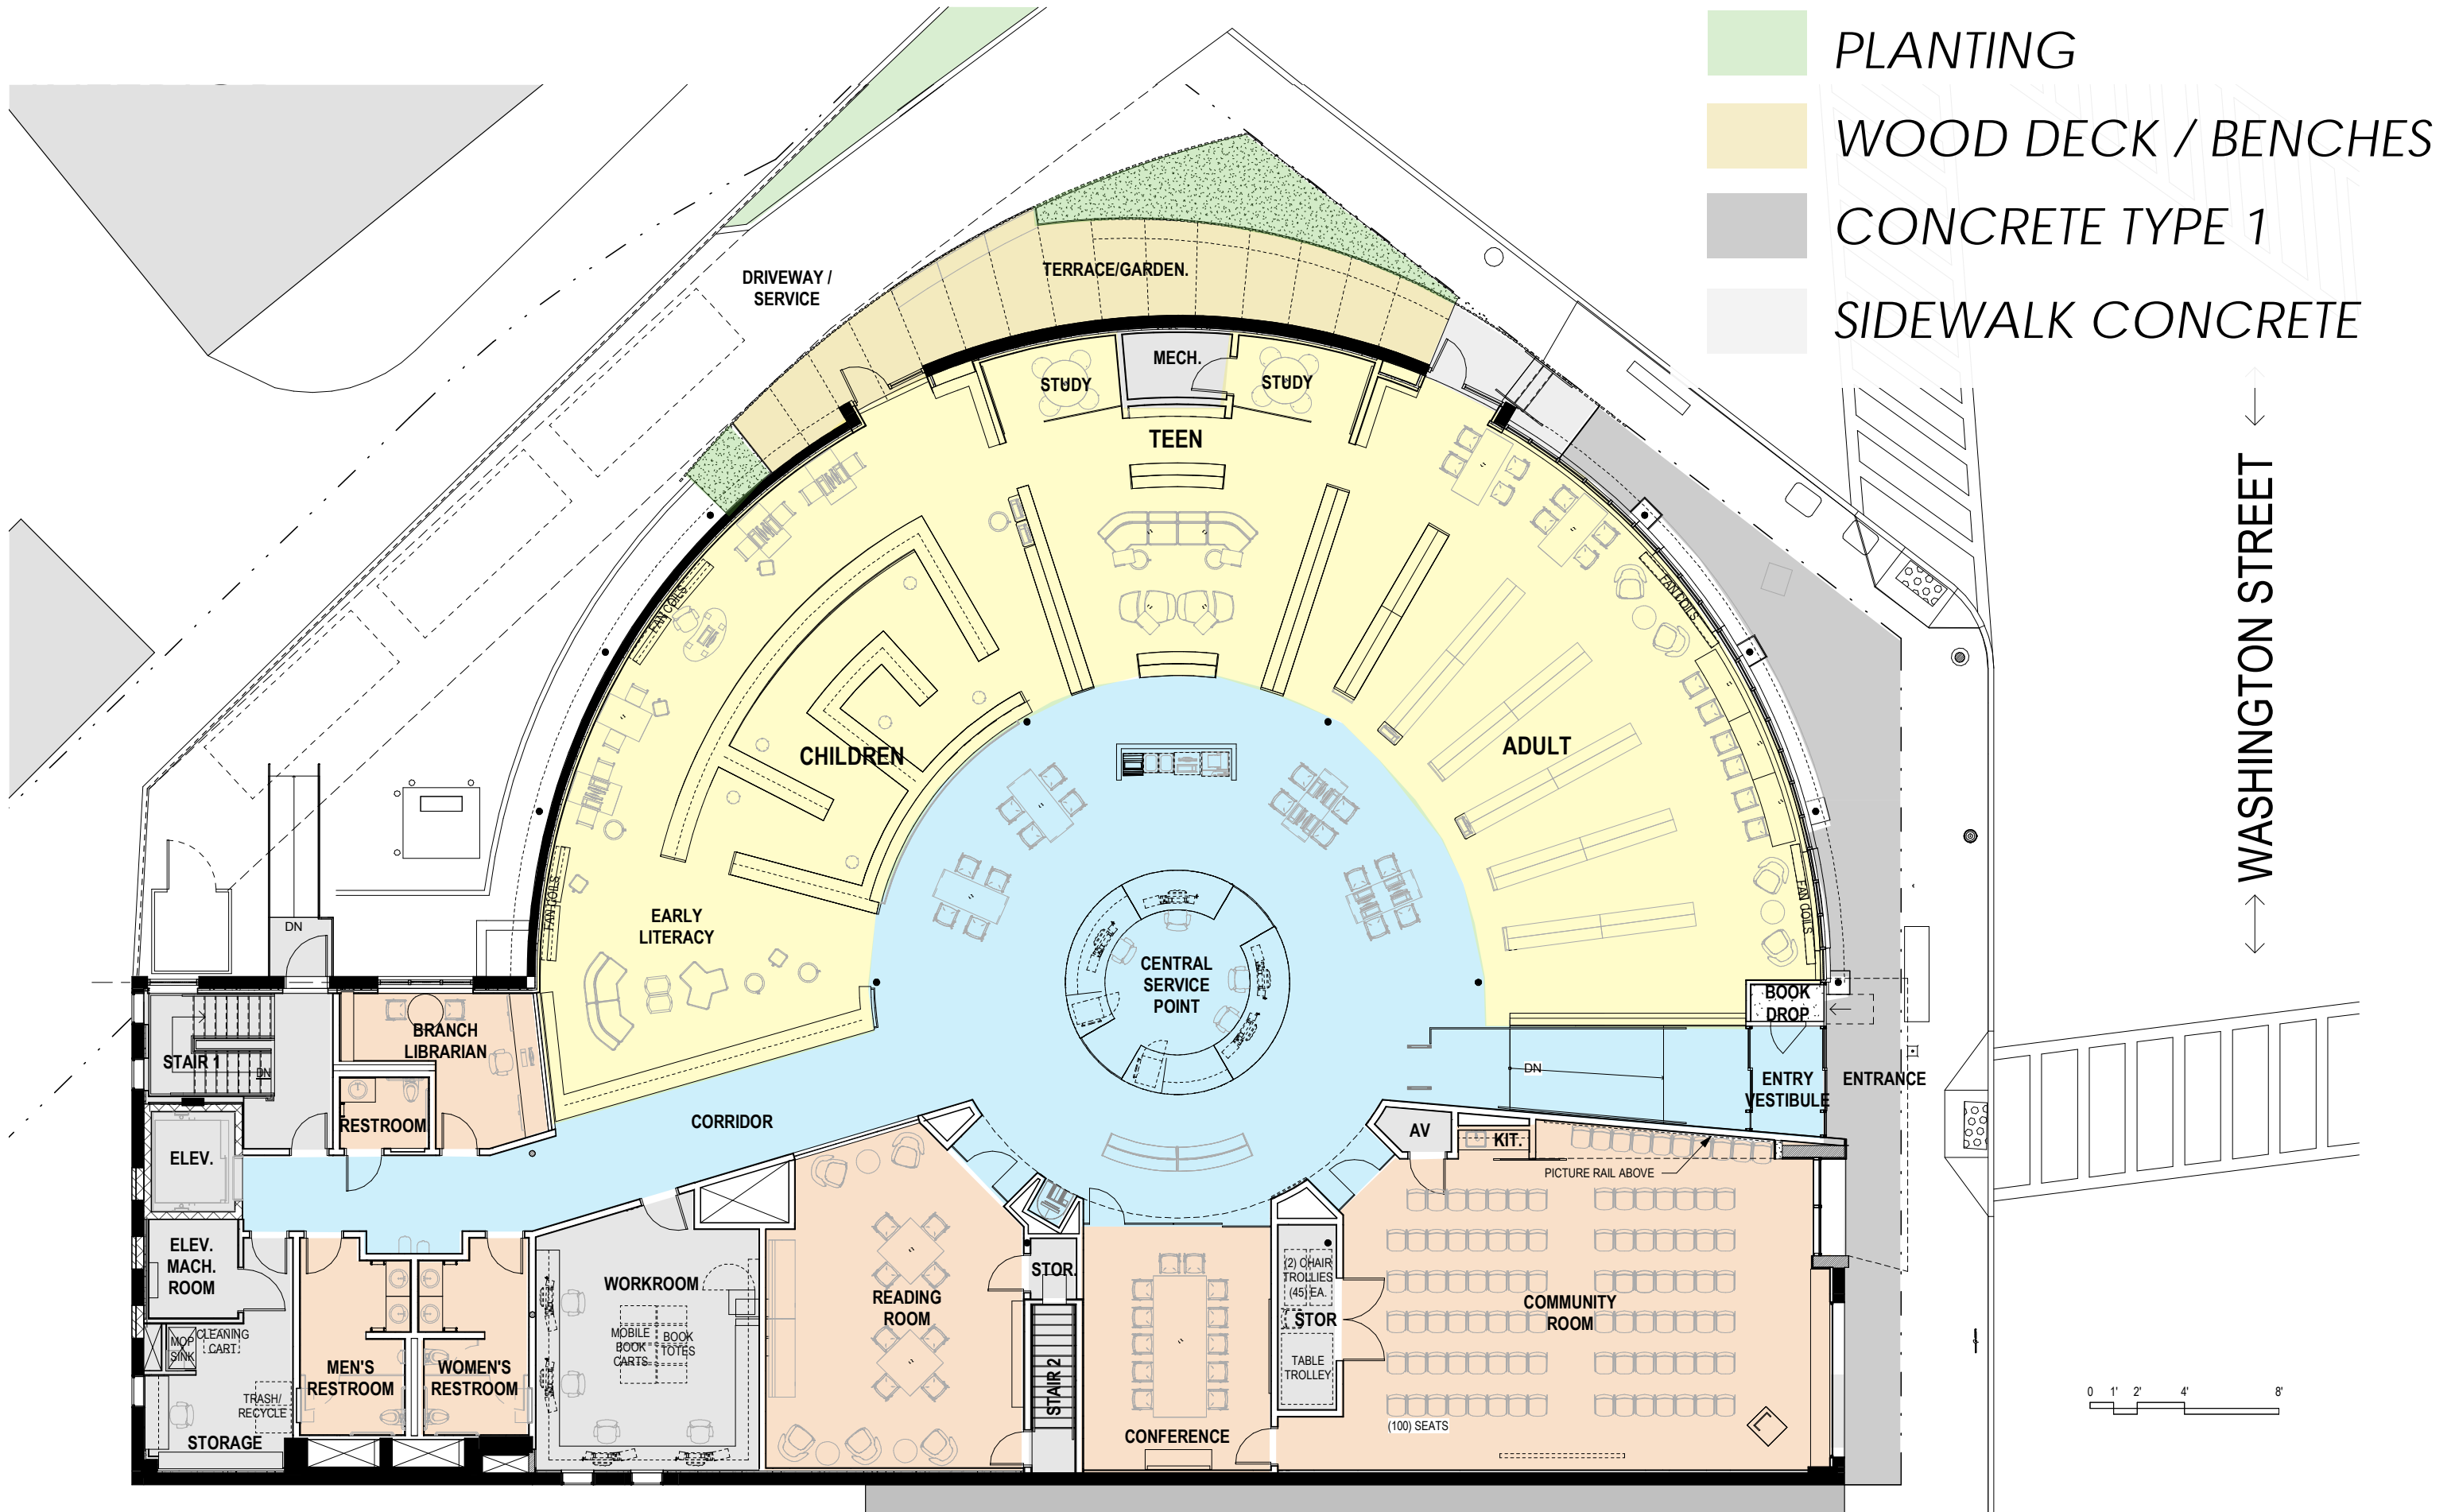 PLANTING
WOOD DECK / BENCHES
CONCRETE TYPE 1
SIDEWALK CONCRETE
WASHINGTON STREET
DRIVEWAY /
SERVICE
TERRACE/GARDEN.
MECH.
STUDY
STUDY
TEEN
FAN COILS
FAN COILS
CHILDREN
ADULT
FAN COILS
FAN COILS
EARLY
LITERACY
DN
CENTRAL
SERVICE
POINT
BOOK
DROP
BRANCH
LIBRARIAN
STAIR 1
DN
DN
ENTRY
VESTIBULE
ENTRANCE
RESTROOM
CORRIDOR
AV
KIT.
ELEV.
PICTURE RAIL ABOVE
ELEV.
MACH.
ROOM
WORKROOM
STOR.
(2) CHAIR
TROLLIES
(45) EA.
READING
ROOM
COMMUNITY
ROOM
STOR
MOP
SINK
CLEANING
CART
MOBILE
BOOK
CARTS
BOOK
TOTES
MEN'S
RESTROOM
WOMEN'S
RESTROOM
STAIR 2
TABLE
TROLLEY
TRASH/
RECYCLE
STORAGE
CONFERENCE
(100) SEATS
0 1' 2' 4' 8'